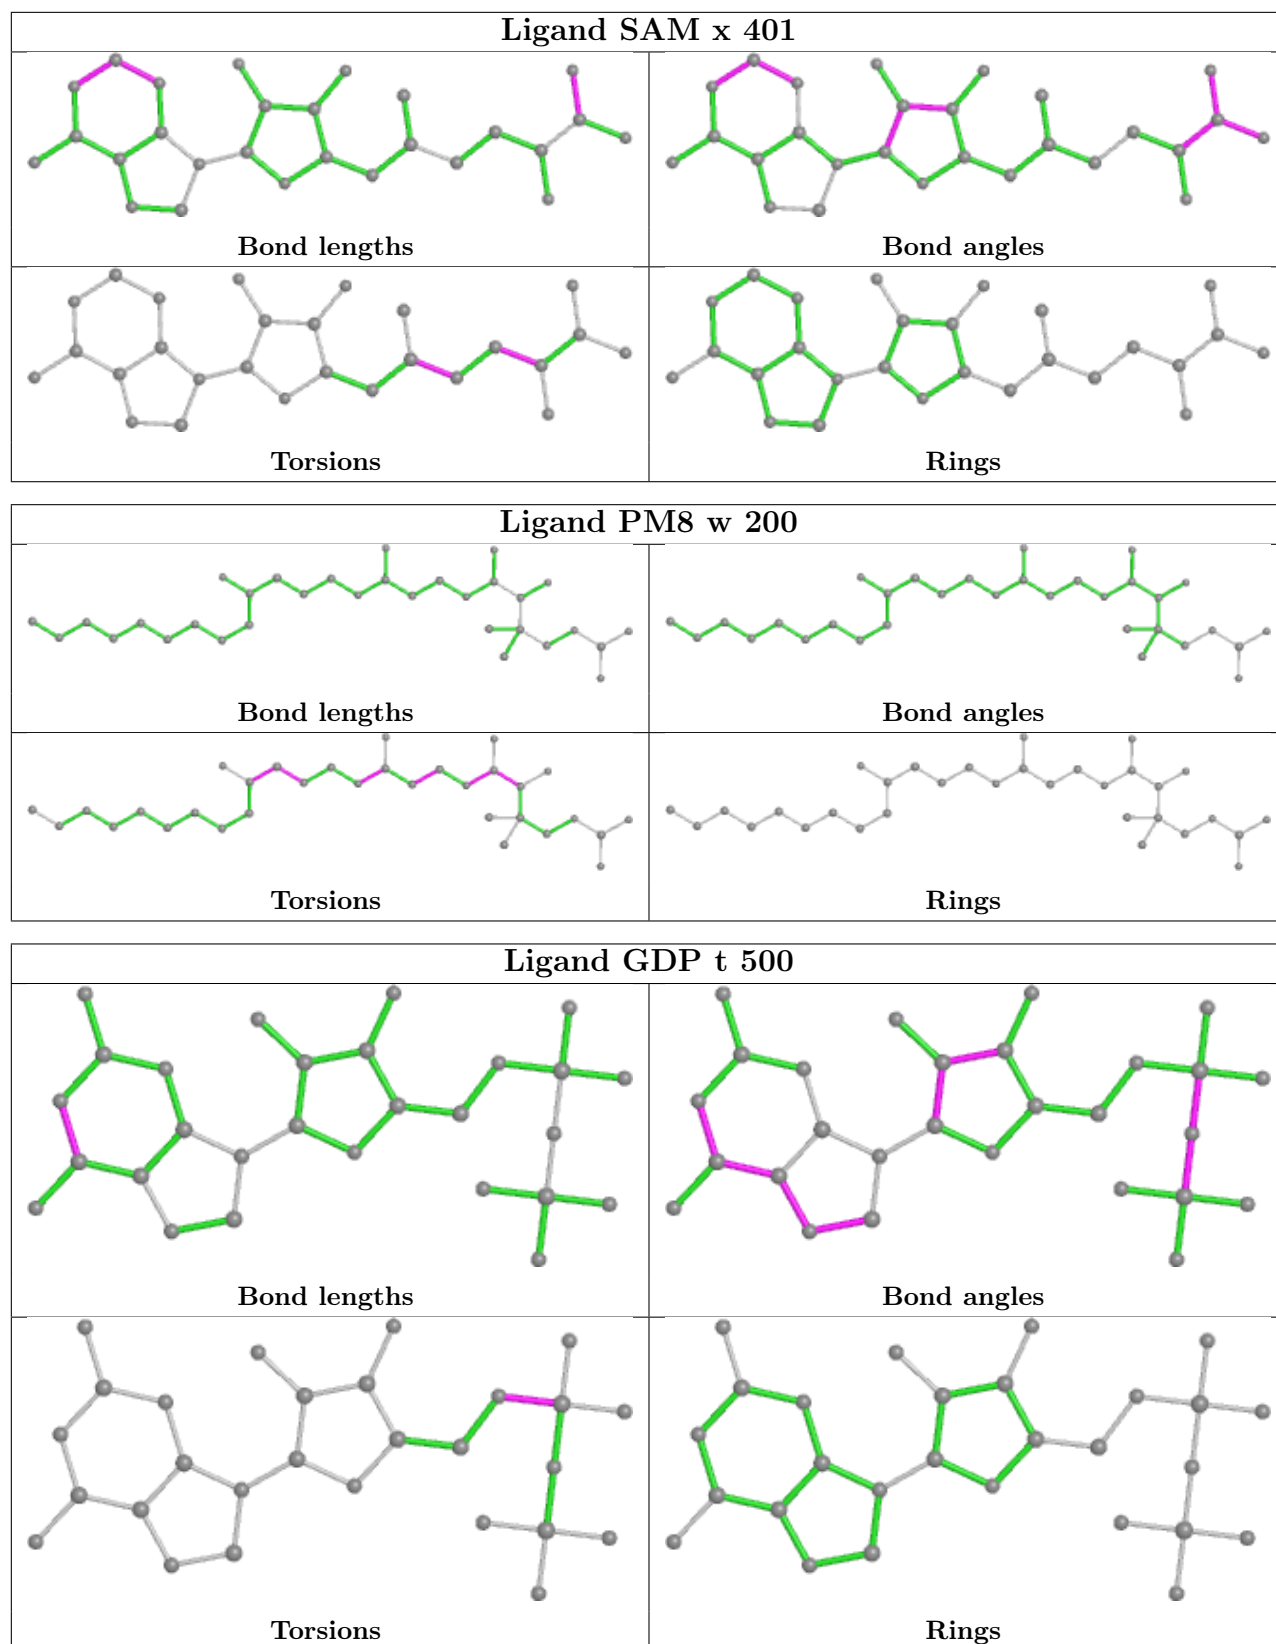 Ligand SAM x 401
Bond lengths
Bond angles
Torsions
Rings
Ligand PM8 w 200
Bond lengths
Bond angles
Torsions
Rings
Ligand GDP t 500
Bond lengths
Bond angles
Torsions
Rings